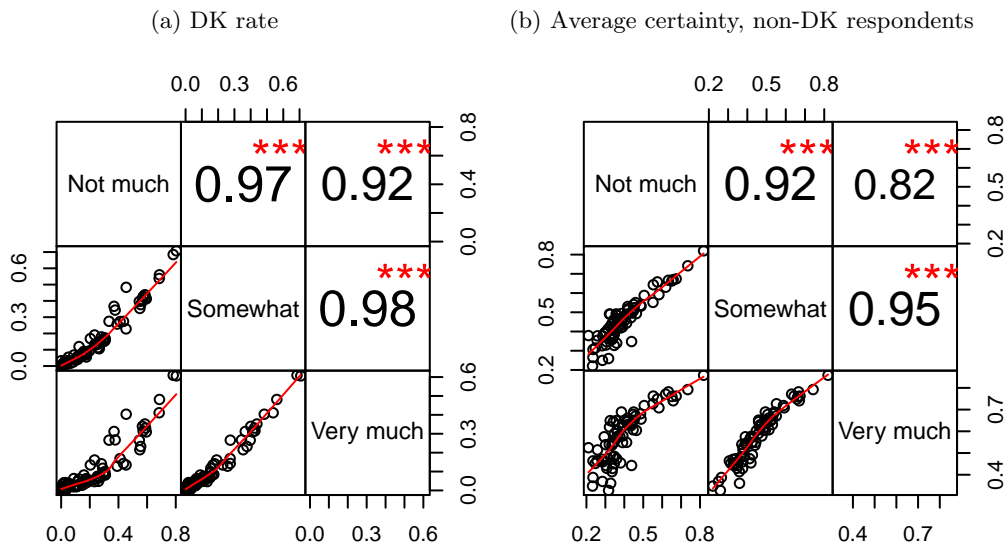 (a) DK rate
(b) Average certainty, non-DK respondents
0.0 0.3 0.6
0.2 0.5 0.8
Not much
***
0.97
***
0.92
0.0 0.4 0.8
Not much
***
0.92
***
0.82
0.2 0.5 0.8
0.0 0.3 0.6
Somewhat
***
0.98
0.2 0.5 0.8
Somewhat
***
0.95
Very much
0.0 0.3 0.6
Very much
0.4 0.7
0.0 0.4 0.8
0.0 0.3 0.6
0.2 0.5 0.8
0.4 0.7